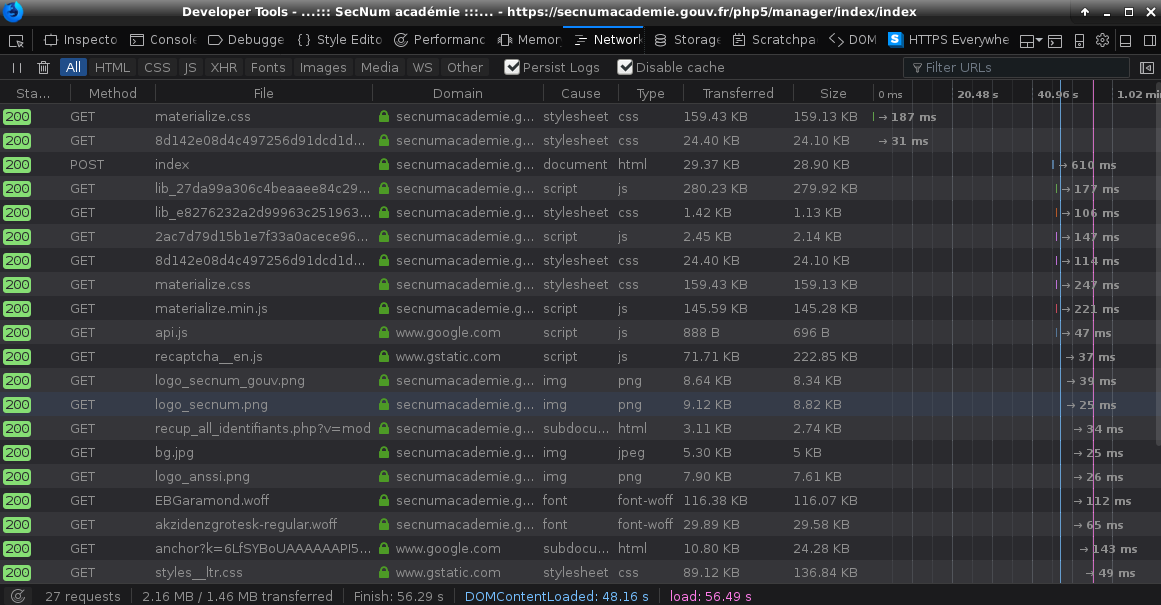 Developer Tools - ...::: SecNum académie :::... - https://secnumacademie.gouv.fr/php5/manager/index/index
Inspecto Console Debugge Style Edito Performanc Memor Network Storag Scratchpa DOM HTTPS Everywhe
All HTML CSS JS XHR Fonts Images Media WS Other Persist Logs Disable cache Filter URLs
Sta... Method File Domain Cause Type Transferred Size 0 ms 20.48 s 40.96 s 1.02 mi
200 GET materialize.css secnumacademie.g... stylesheet css 159.43 KB 159.13 KB → 187 ms
200 GET 8d142e08d4c497256d91dcd1d... secnumacademie.g... stylesheet css 24.40 KB 24.10 KB → 31 ms
200 POST index secnumacademie.g... document html 29.37 KB 28.90 KB → 610 ms
200 GET lib_27da99a306c4beaaee84c29... secnumacademie.g... script js 280.23 KB 279.92 KB → 177 ms
200 GET lib_e8276232a2d99963c251963... secnumacademie.g... stylesheet css 1.42 KB 1.13 KB → 106 ms
200 GET 2ac7d79d15b1e7f33a0acece96... secnumacademie.g... script js 2.45 KB 2.14 KB → 147 ms
200 GET 8d142e08d4c497256d91dcd1d... secnumacademie.g... stylesheet css 24.40 KB 24.10 KB → 114 ms
200 GET materialize.css secnumacademie.g... stylesheet css 159.43 KB 159.13 KB → 247 ms
200 GET materialize.min.js secnumacademie.g... script js 145.59 KB 145.28 KB → 221 ms
200 GET api.js www.google.com script js 888 B 696 B → 47 ms
200 GET recaptcha__en.js www.gstatic.com script js 71.71 KB 222.85 KB → 37 ms
200 GET logo_secnum_gouv.png secnumacademie.g... img png 8.64 KB 8.34 KB → 39 ms
200 GET logo_secnum.png secnumacademie.g... img png 9.12 KB 8.82 KB → 25 ms
200 GET recup_all_identifiants.php?v=mod secnumacademie.g... subdocu... html 3.11 KB 2.74 KB → 34 ms
200 GET bg.jpg secnumacademie.g... img jpeg 5.30 KB 5 KB → 25 ms
200 GET logo_anssi.png secnumacademie.g... img png 7.90 KB 7.61 KB → 26 ms
200 GET EBGaramond.woff secnumacademie.g... font font-woff 116.38 KB 116.07 KB → 112 ms
200 GET akzidenzgrotesk-regular.woff secnumacademie.g... font font-woff 29.89 KB 29.58 KB → 65 ms
200 GET anchor?k=6LfSYBoUAAAAAAPI5... www.google.com subdocu... html 10.80 KB 24.28 KB → 143 ms
200 GET styles__ltr.css www.gstatic.com stylesheet css 89.12 KB 136.84 KB → 49 ms
27 requests 2.16 MB / 1.46 MB transferred Finish: 56.29 s DOMContentLoaded: 48.16 s load: 56.49 s